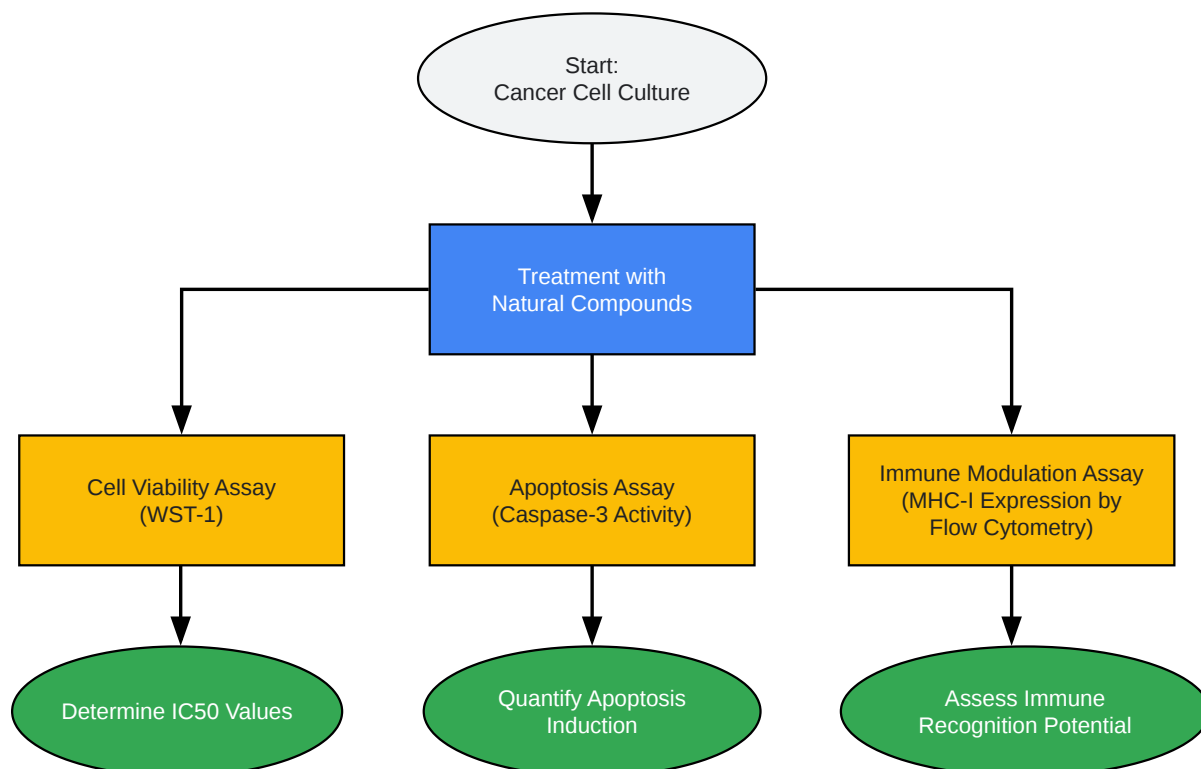 Start:
Cancer Cell Culture
Treatment with
Natural Compounds
Cell Viability Assay
(WST-1)
Apoptosis Assay
(Caspase-3 Activity)
Immune Modulation Assay
(MHC-I Expression by
Flow Cytometry)
Determine IC50 Values
Quantify Apoptosis
Induction
Assess Immune
Recognition Potential